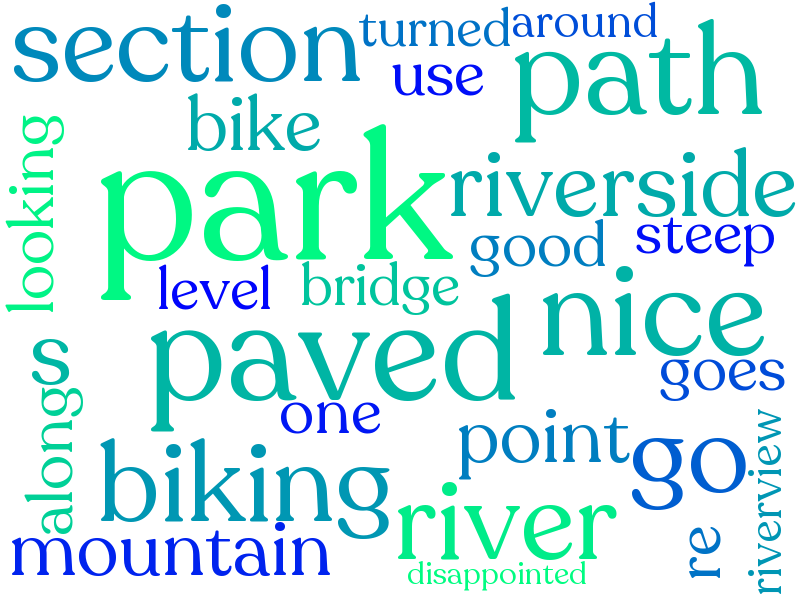 section
turned
around
use
path
bike
looking
park
riverside
good
steep
level
bridge
nice
s
paved
goes
one
along
biking
point
go
river
mountain
disappointed
re
riverview